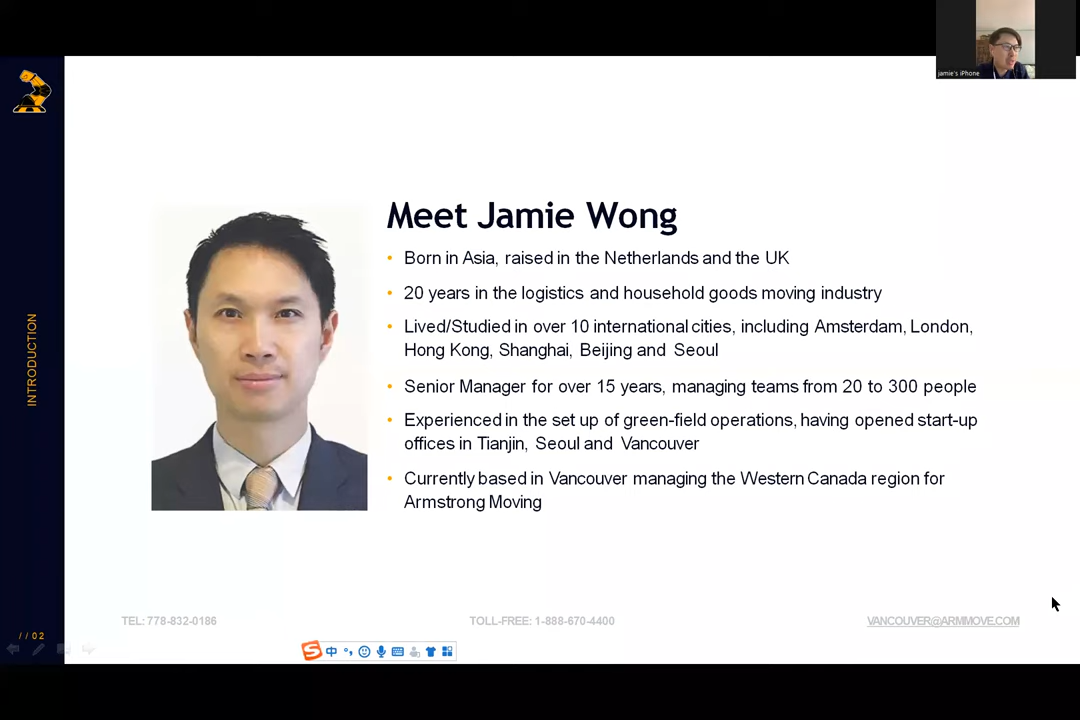 jamie's iPhone
INTRODUCTION
Meet Jamie Wong
• Born in Asia, raised in the Netherlands and the UK
• 20 years in the logistics and household goods moving industry
• Lived/Studied in over 10 international cities, including Amsterdam, London,
Hong Kong, Shanghai, Beijing and Seoul
• Senior Manager for over 15 years, managing teams from 20 to 300 people
• Experienced in the set up of green-field operations, having opened start-up
offices in Tianjin, Seoul and Vancouver
• Currently based in Vancouver managing the Western Canada region for
Armstrong Moving
TEL: 778-832-0186
TOLL-FREE: 1-888-670-4400
VANCOUVER@ARMMOVE.COM
// 02
S 中 °,